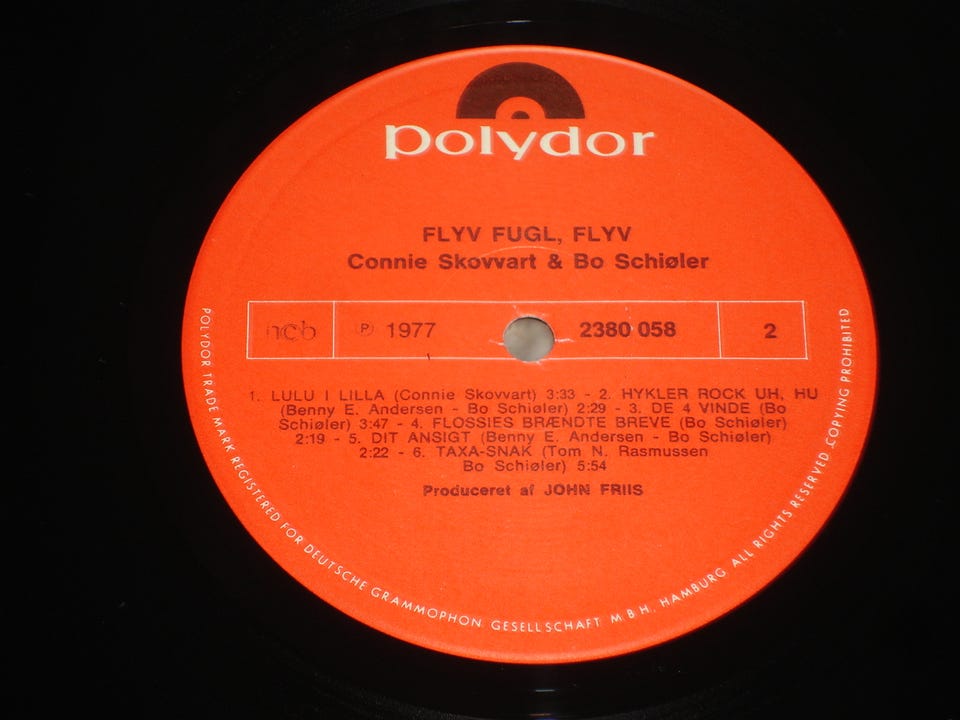 polydor
FLYV FUGL, FLYV
Connie Skovvart & Bo Schiøler
ncb ℗ 1977 2380 058 2
1. LULU I LILLA (Connie Skovvart) 3:33 - 2. HYKLER ROCK UH, HU
(Benny E. Andersen - Bo Schiøler) 2:29 - 3. DE 4 VINDE (Bo
Schiøler) 3:47 - 4. FLOSSIES BRÆNDTE BREVE (Bo Schiøler)
2:19 - 5. DIT ANSIGT (Benny E. Andersen - Bo Schiøler)
2:22 - 6. TAXA-SNAK (Tom N. Rasmussen
Bo Schiøler) 5:54
Produceret af JOHN FRIIS
POLYDOR TRADE MARK REGISTERED FOR DEUTSCHE GRAMMOPHON GESELLSCHAFT M.B.H. HAMBURG. ALL RIGHTS RESERVED. COPYING PROHIBITED